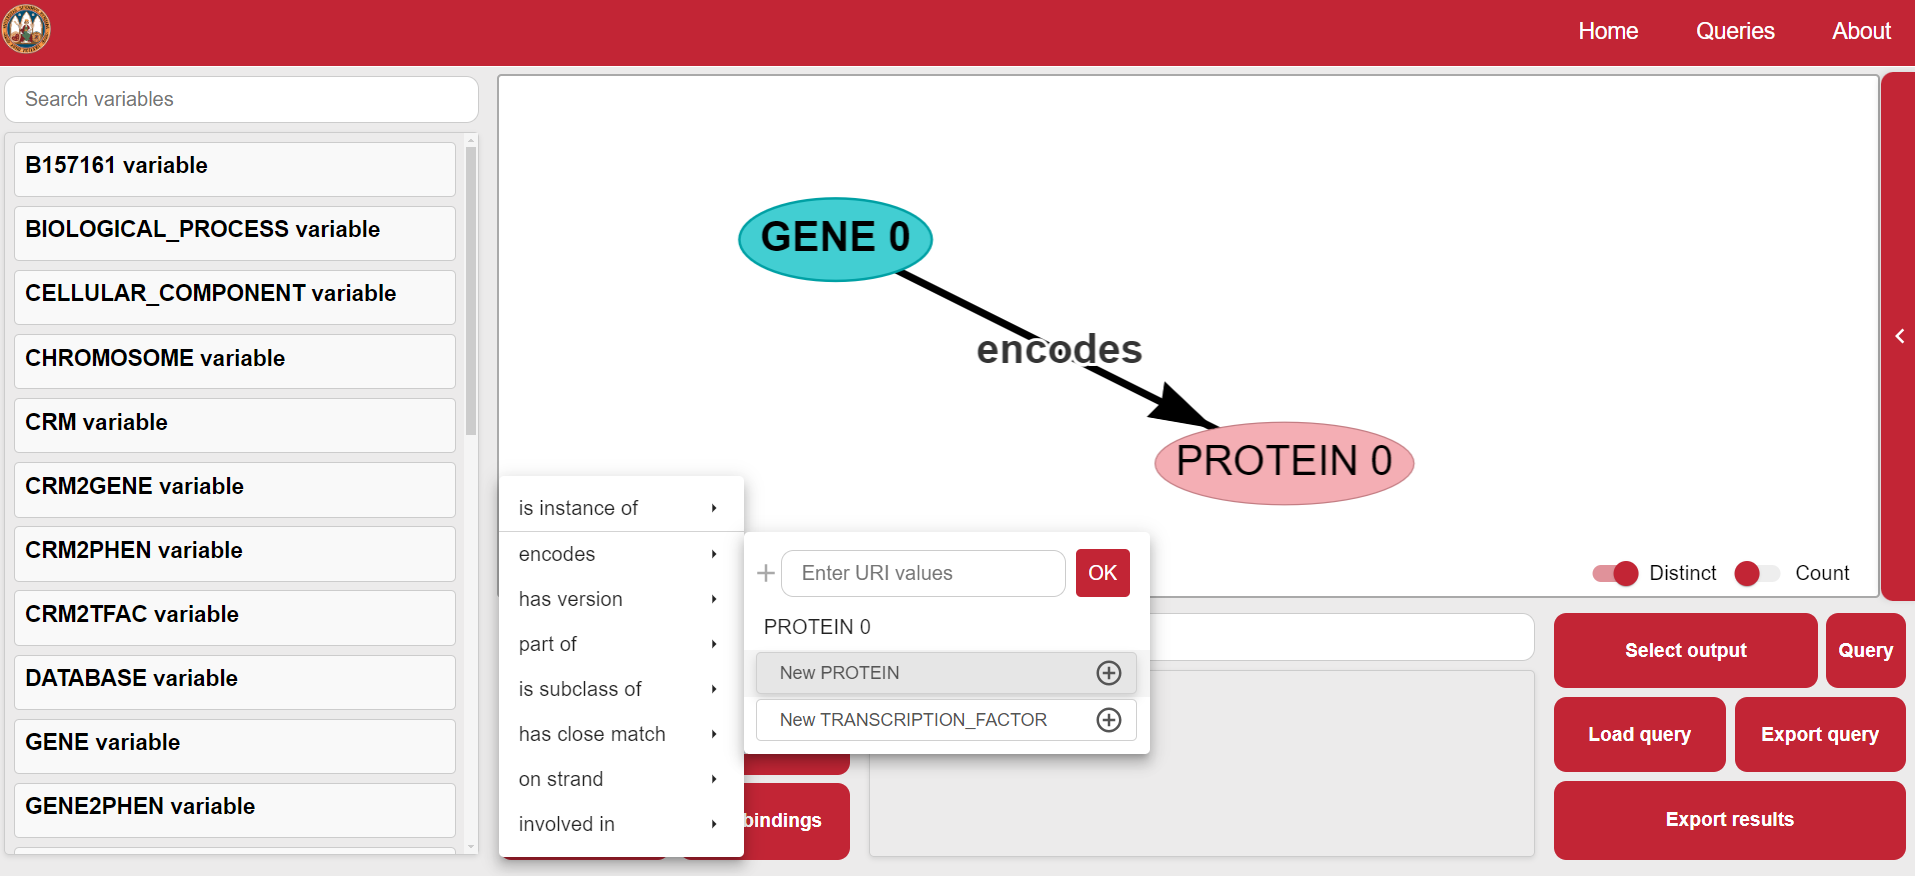 Home
Queries
About
Search variables
B157161 variable
BIOLOGICAL_PROCESS variable
CELLULAR_COMPONENT variable
CHROMOSOME variable
CRM variable
CRM2GENE variable
CRM2PHEN variable
CRM2TFAC variable
DATABASE variable
GENE variable
GENE2PHEN variable
GENE 0
encodes
PROTEIN 0
Distinct
Count
is instance of
encodes
has version
part of
is subclass of
has close match
on strand
involved in
Enter URI values
OK
PROTEIN 0
New PROTEIN
New TRANSCRIPTION_FACTOR
bindings
Select output
Query
Load query
Export query
Export results